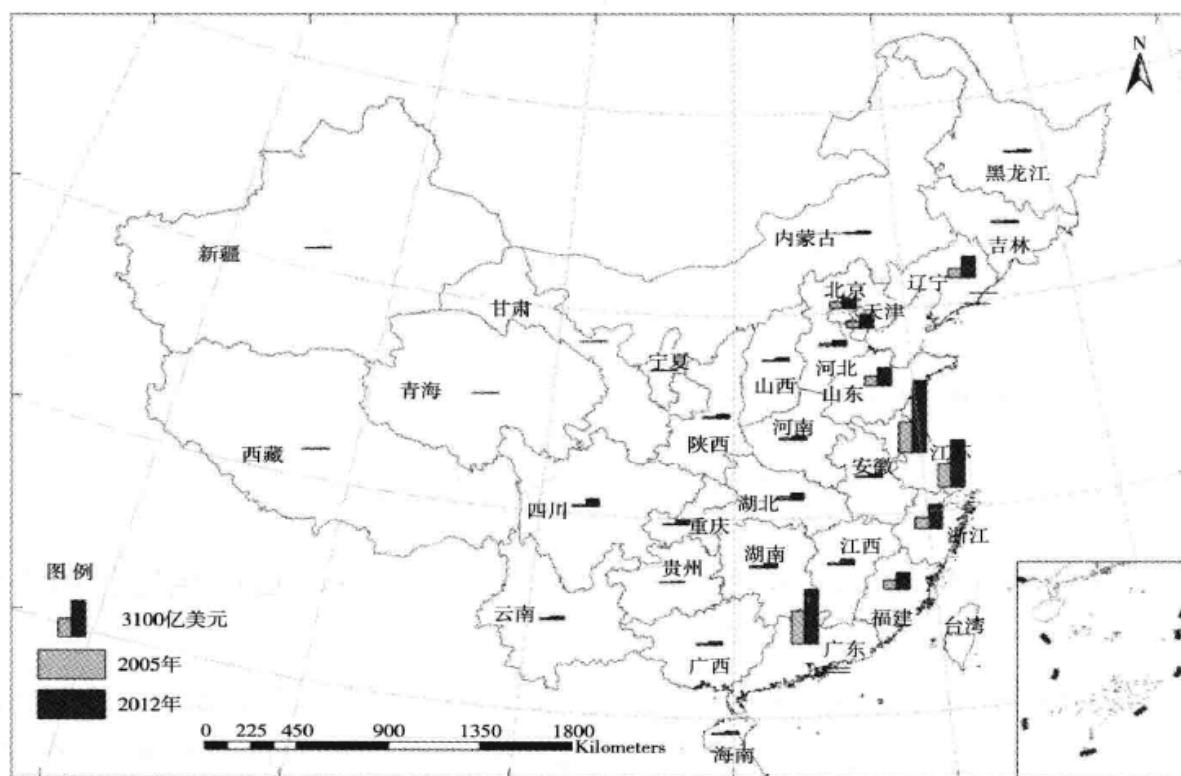 N
黑龙江
内蒙古
吉林
新疆
辽宁
北京
天津
甘肃
宁夏
河北
青海
山西
山东
陕西
河南
西藏
安徽
四川
湖北
重庆
浙江
湖南
江西
图 例
贵州
3100亿美元
云南
福建
台湾
广西
广东
2005年
2012年
0 225 450 900 1350 1800
Kilometers
海南